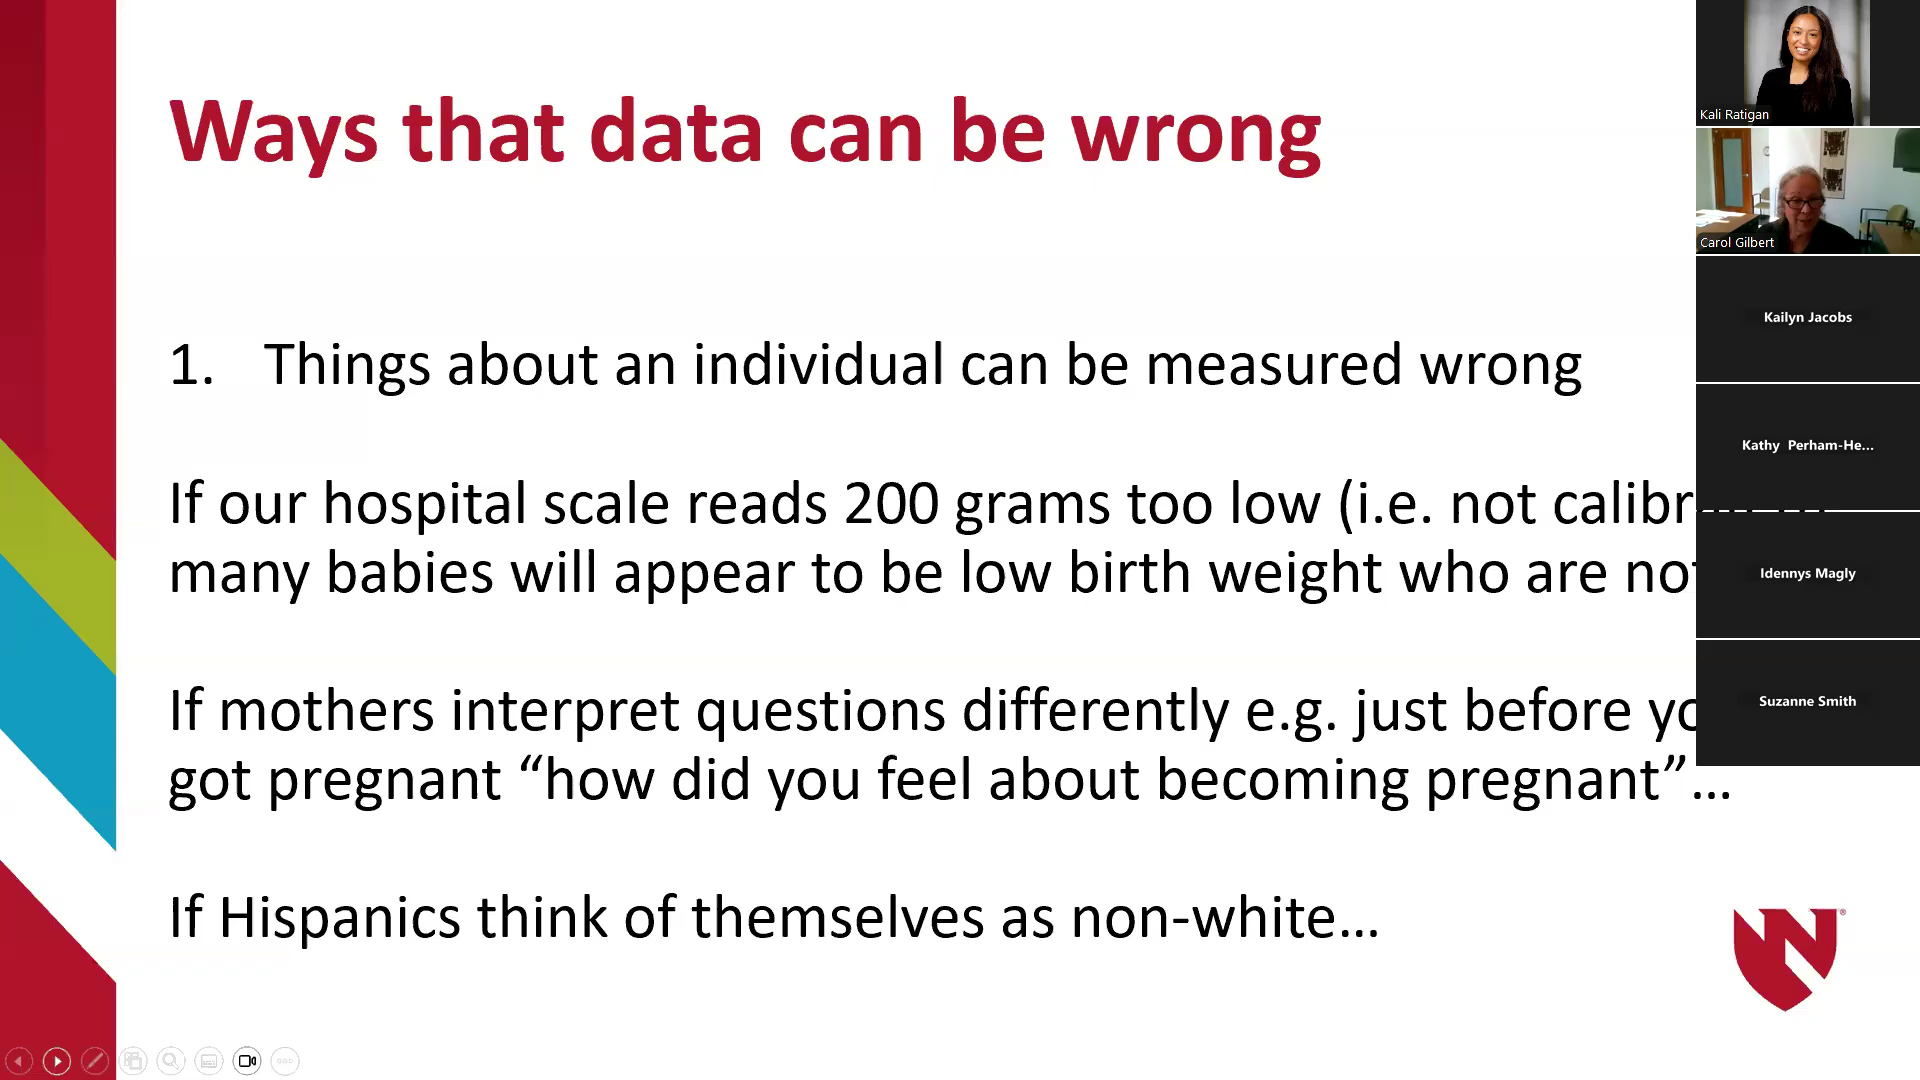 Ways that data can be wrong
1. Things about an individual can be measured wrong
If our hospital scale reads 200 grams too low (i.e. not
many babies will appear to be low birth weight who are
If mothers interpret questions differently e.g. just before
got pregnant “how did you feel about becoming pregnant”…
If Hispanics think of themselves as non-white…
Kali Ratigan
Carol Gilbert
Kailyn Jacobs
Kathy Perham-He...
Idennys Magly
Suzanne Smith
N